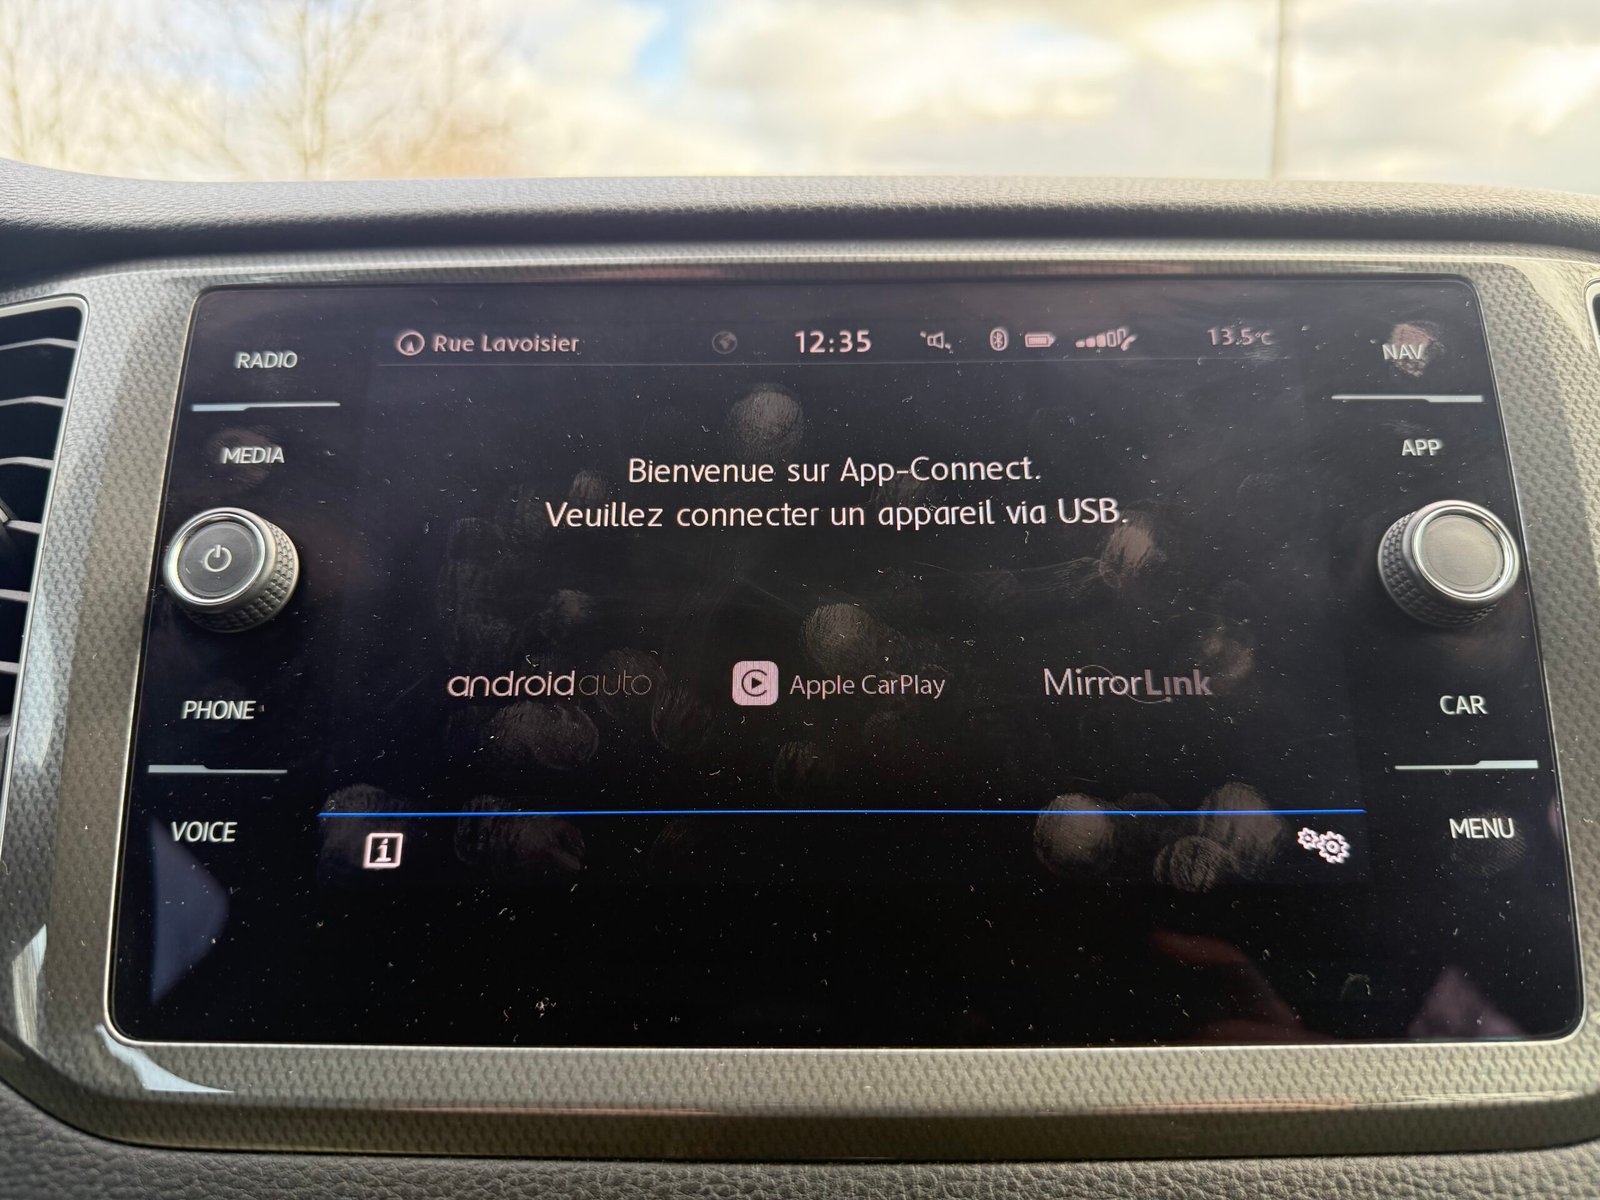 RADIO
MEDIA
PHONE
VOICE
Rue Lavoisier
12:35
13.5°C
Bienvenue sur App-Connect.
Veuillez connecter un appareil via USB.
androidauto
Apple CarPlay
MirrorLink
i
NAV
APP
CAR
MENU